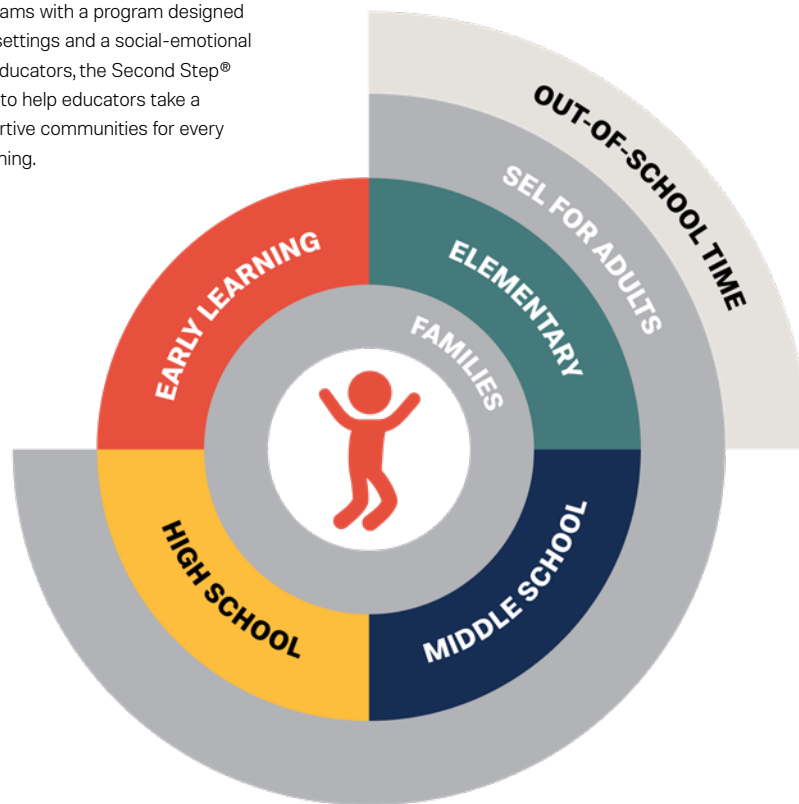 ams with a program designed
settings and a social-emotional
ducators, the Second Step®
to help educators take a
rtive communities for every
ning.
OUT-OF-SCHOOL TIME
SEL FOR ADULTS
EARLY LEARNING
ELEMENTARY
FAMILIES
HIGH SCHOOL
MIDDLE SCHOOL